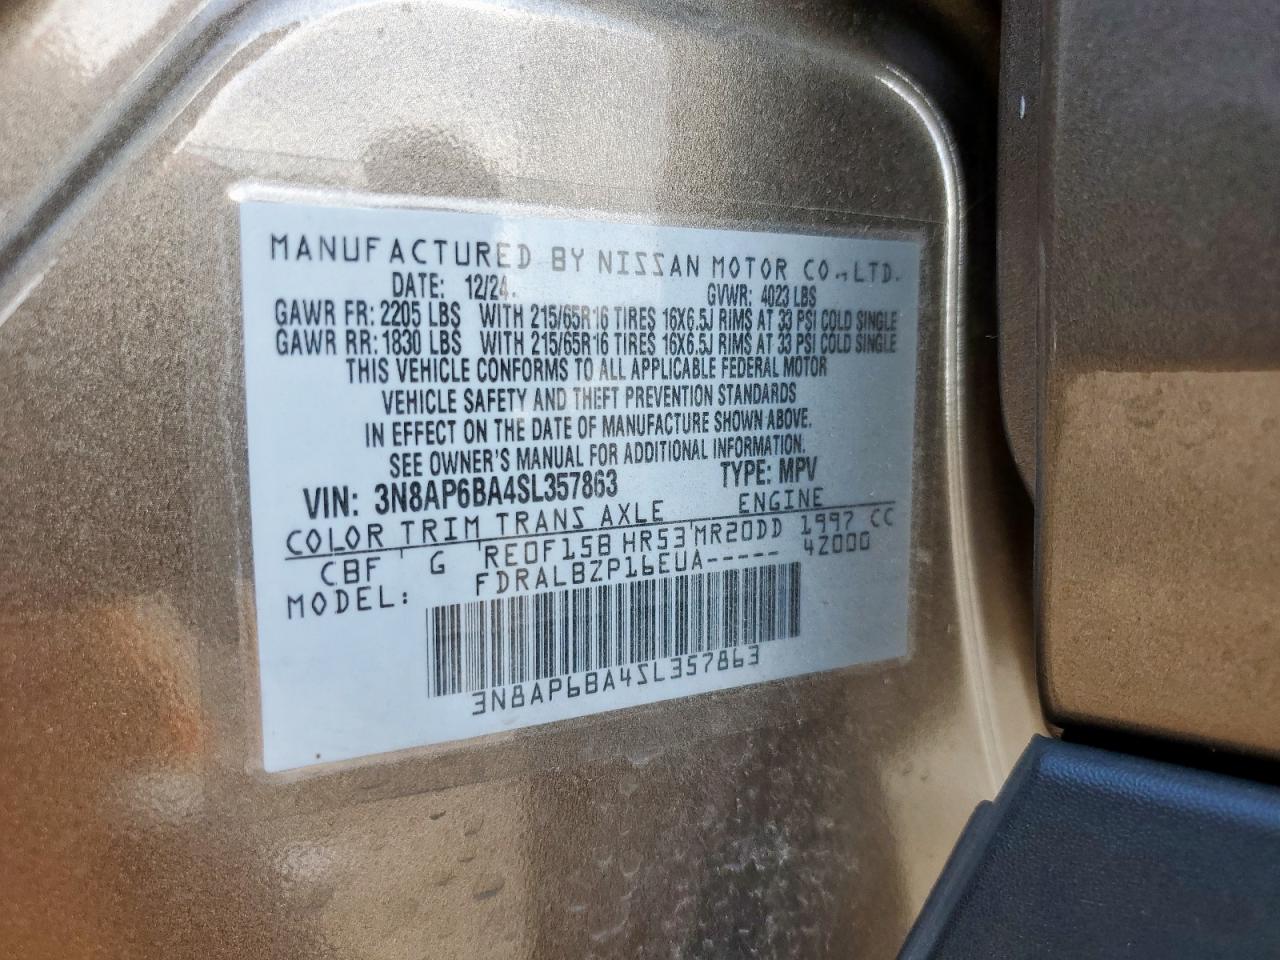 MANUFACTURED BY NISSAN MOTOR CO.,LTD.
DATE: 12/24. GVWR: 4023 LBS
GAWR FR: 2205 LBS WITH 215/65R16 TIRES 16X6.5J RIMS AT 33 PSI COLD SINGLE
GAWR RR: 1830 LBS WITH 215/65R16 TIRES 16X6.5J RIMS AT 33 PSI COLD SINGLE
THIS VEHICLE CONFORMS TO ALL APPLICABLE FEDERAL MOTOR
VEHICLE SAFETY AND THEFT PREVENTION STANDARDS
IN EFFECT ON THE DATE OF MANUFACTURE SHOWN ABOVE.
SEE OWNER'S MANUAL FOR ADDITIONAL INFORMATION.
VIN: 3N8AP6BA4SL357863 TYPE: MPV
COLOR TRIM TRANS AXLE ENGINE
CBF G RE0F15B HR53 MR20DD 1997 CC
MODEL: FDRALBZP16EUA----- 42000
3N8AP6BA4SL357863